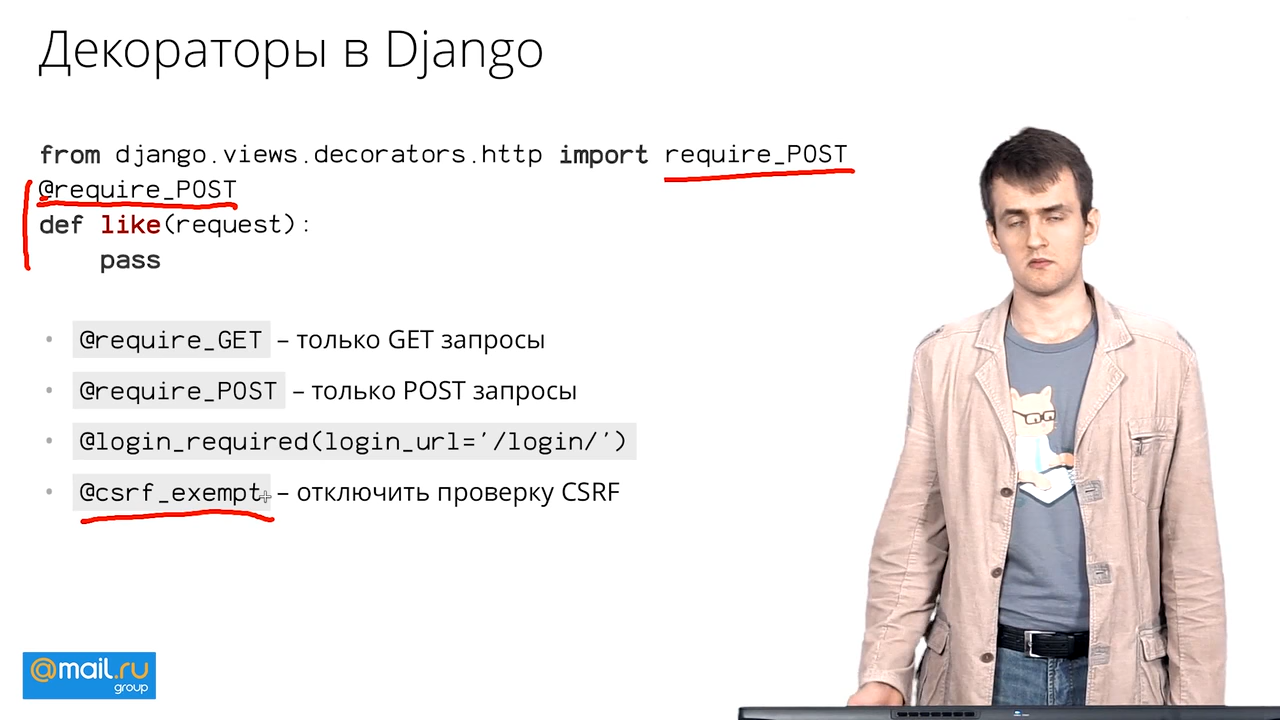 Декораторы в Django
from django.views.decorators.http import require_POST
@require_POST
def like(request):
    pass
@require_GET – только GET запросы
@require_POST – только POST запросы
@login_required(login_url='/login/')
@csrf_exempt – отключить проверку CSRF
@mail.ru
group